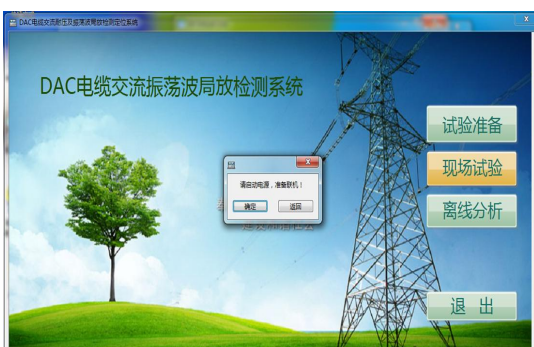 DAC电缆交流耐压及振荡波局放检测定位系统
DAC电缆交流振荡波局放检测系统
试验准备
现场试验
离线分析
退 出
请启动电源，准备联机！
确定
返回